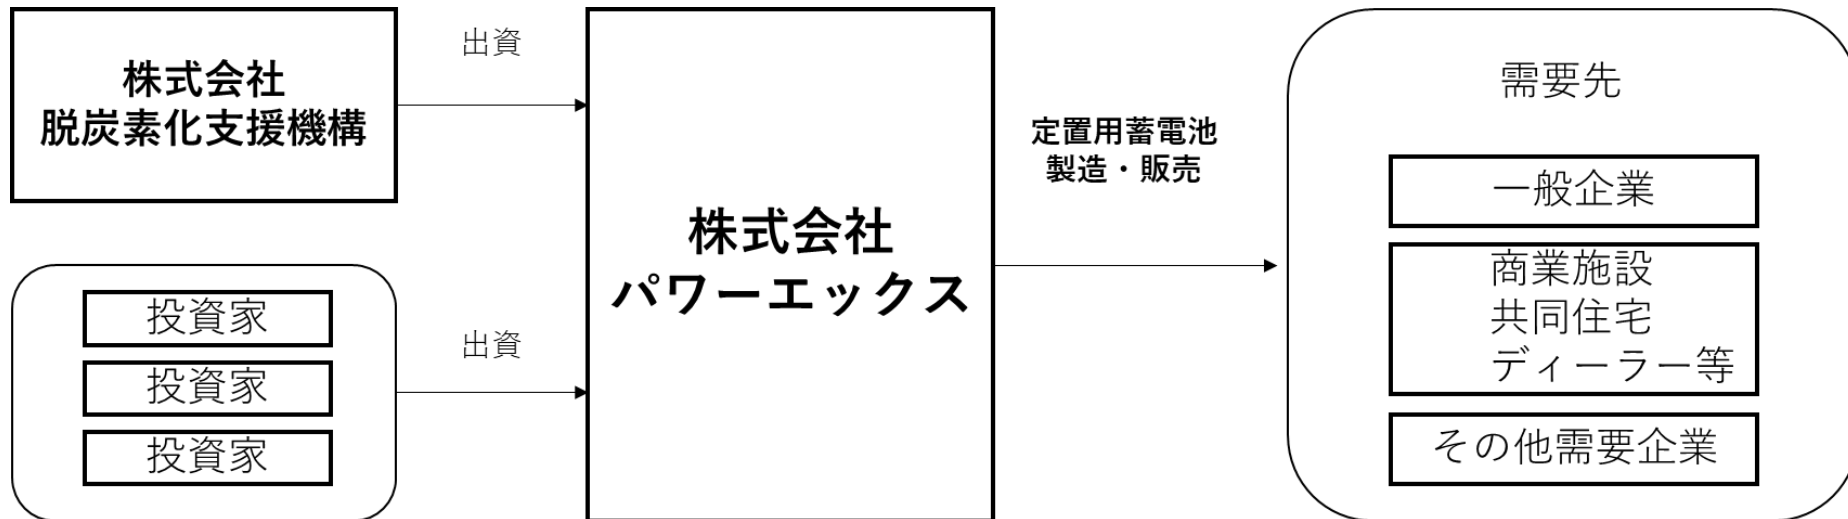 株式会社
脱炭素化支援機構
出資
投資家
投資家
投資家
出資
株式会社
パワーエックス
定置用蓄電池
製造・販売
需要先
一般企業
商業施設
共同住宅
ディーラー等
その他需要企業